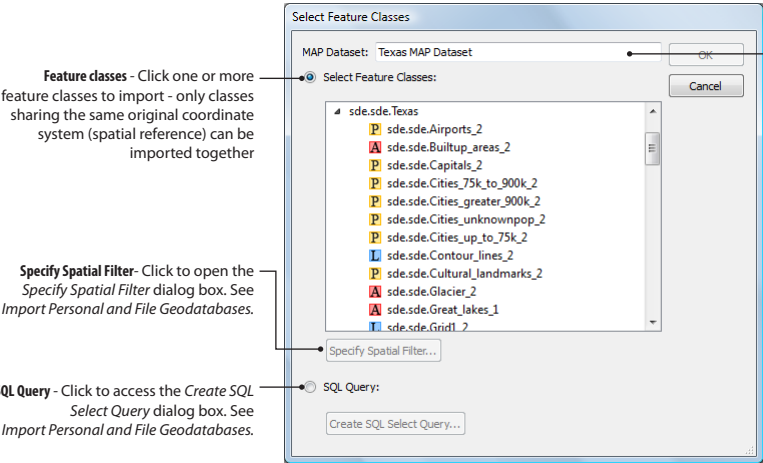 Select Feature Classes
MAP Dataset: Texas MAP Dataset
OK
Cancel
Select Feature Classes:
sde.sde.Texas
P sde.sde.Airports_2
A sde.sde.Builtup_areas_2
P sde.sde.Capitals_2
P sde.sde.Cities_75k_to_900k_2
P sde.sde.Cities_greater_900k_2
P sde.sde.Cities_unknownpop_2
P sde.sde.Cities_up_to_75k_2
L sde.sde.Contour_lines_2
P sde.sde.Cultural_landmarks_2
A sde.sde.Glacier_2
A sde.sde.Great_lakes_1
L sde.sde.Grid1_2
Specify Spatial Filter...
SQL Query:
Create SQL Select Query...
Feature classes - Click one or more
feature classes to import - only classes
sharing the same original coordinate
system (spatial reference) can be
imported together
Specify Spatial Filter- Click to open the
Specify Spatial Filter dialog box. See
Import Personal and File Geodatabases.
QL Query - Click to access the Create SQL
Select Query dialog box. See
Import Personal and File Geodatabases.